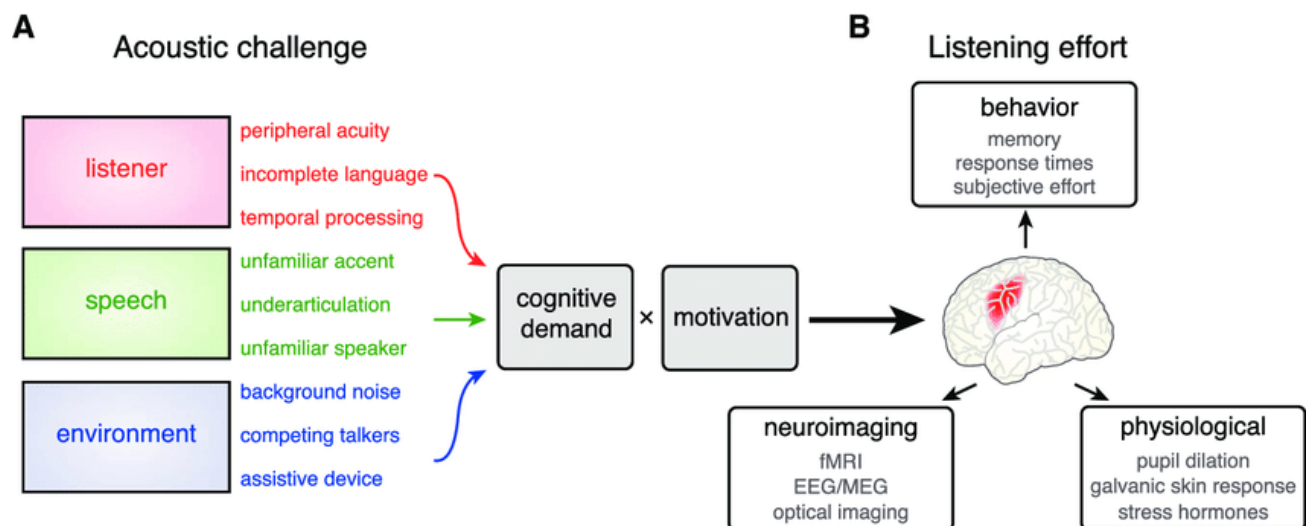 A
Acoustic challenge
listener
peripheral acuity
incomplete language
temporal processing
speech
unfamiliar accent
underarticulation
unfamiliar speaker
environment
background noise
competing talkers
assistive device
cognitive
demand
×
motivation
B
Listening effort
behavior
memory
response times
subjective effort
neuroimaging
fMRI
EEG/MEG
optical imaging
physiological
pupil dilation
galvanic skin response
stress hormones